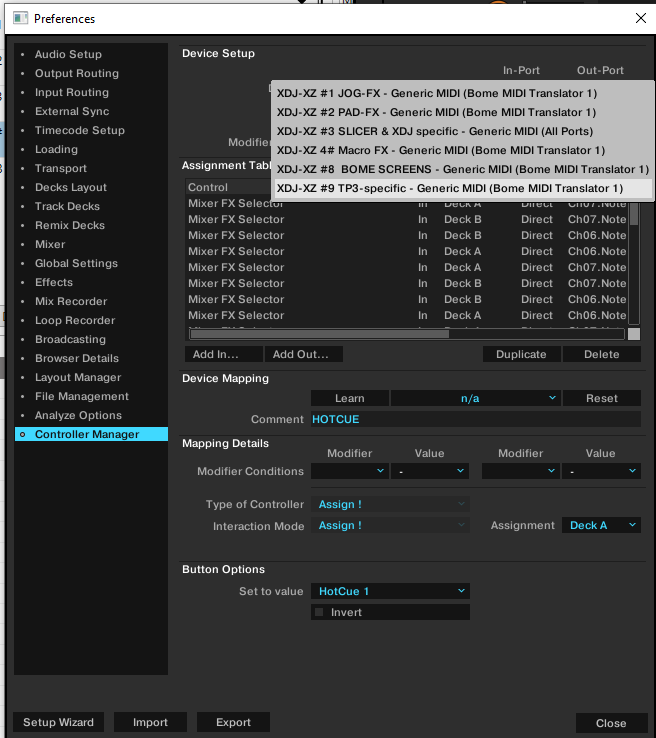 Preferences
Audio Setup
Output Routing
Input Routing
External Sync
Timecode Setup
Loading
Transport
Decks Layout
Track Decks
Remix Decks
Mixer
Global Settings
Effects
Mix Recorder
Loop Recorder
Broadcasting
Browser Details
Layout Manager
File Management
Analyze Options
Controller Manager
Device Setup
In-Port Out-Port
XDJ-XZ #1 JOG-FX - Generic MIDI (Bome MIDI Translator 1)
XDJ-XZ #2 PAD-FX - Generic MIDI (Bome MIDI Translator 1)
XDJ-XZ #3 SLICER & XDJ specific - Generic MIDI (All Ports)
XDJ-XZ 4# Macro FX - Generic MIDI (Bome MIDI Translator 1)
XDJ-XZ #8 BOME SCREENS - Generic MIDI (Bome MIDI Translator 1)
XDJ-XZ #9 TP3-specific - Generic MIDI (Bome MIDI Translator 1)
Modifier
Assignment Tabl
Control
Mixer FX Selector In Deck A Direct Ch07.Note
Mixer FX Selector In Deck B Direct Ch07.Note
Mixer FX Selector In Deck B Direct Ch06.Note
Mixer FX Selector In Deck A Direct Ch06.Note
Mixer FX Selector In Deck A Direct Ch07.Note
Mixer FX Selector In Deck B Direct Ch07.Note
Mixer FX Selector In Deck B Direct Ch06.Note
Mixer FX Selector In Deck A Direct Ch06.Note
Add In... Add Out... Duplicate Delete
Device Mapping
Learn n/a Reset
Comment HOTCUE
Mapping Details
Modifier Value Modifier Value
Modifier Conditions - -
Type of Controller Assign !
Interaction Mode Assign ! Assignment Deck A
Button Options
Set to value HotCue 1
Invert
Setup Wizard Import Export Close